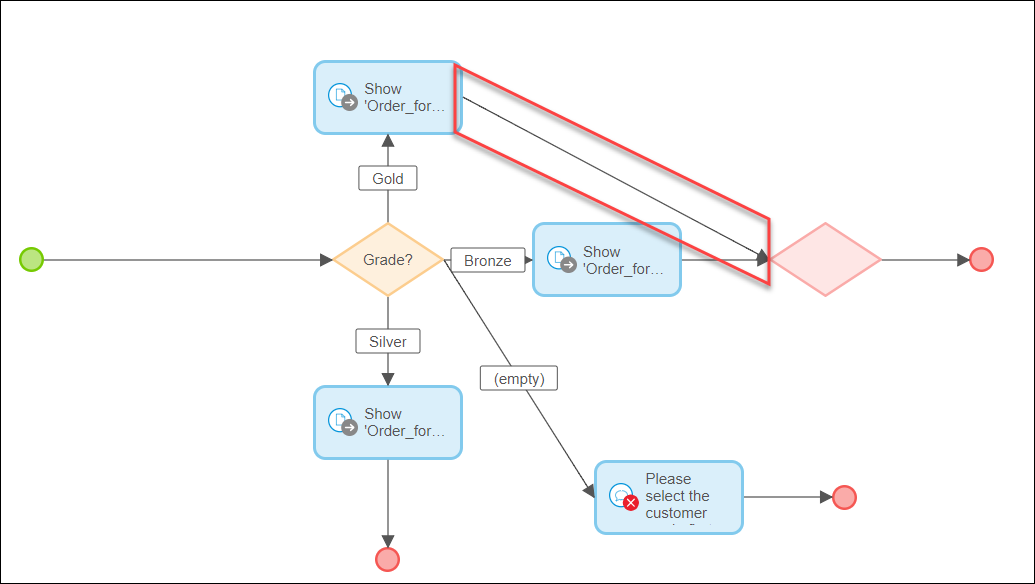 Show
'Order_for...
Gold
Grade?
Bronze
Show
'Order_for...
Silver
(empty)
Show
'Order_for...
Please
select the
customer